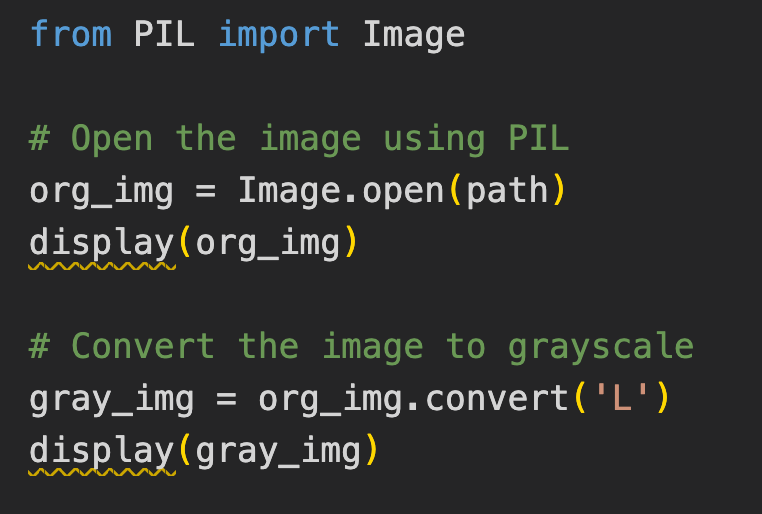 from PIL import Image
# Open the image using PIL
org_img = Image.open(path)
display(org_img)
# Convert the image to grayscale
gray_img = org_img.convert('L')
display(gray_img)